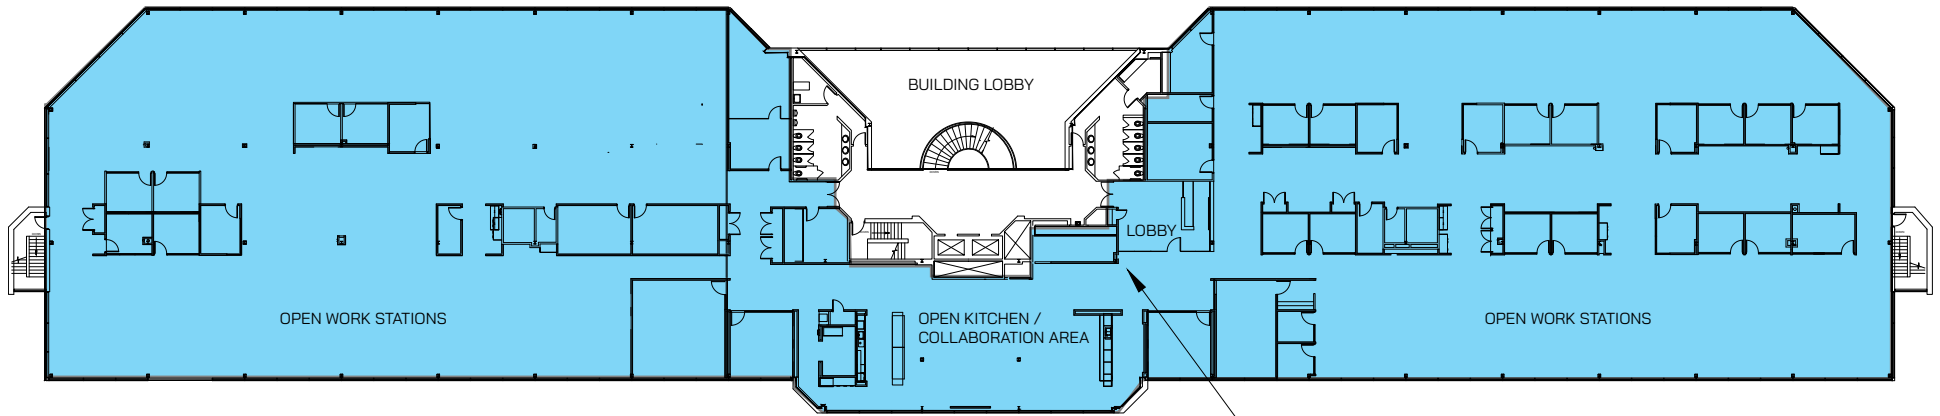 BUILDING LOBBY
LOBBY
OPEN WORK STATIONS
OPEN KITCHEN /
COLLABORATION AREA
OPEN WORK STATIONS